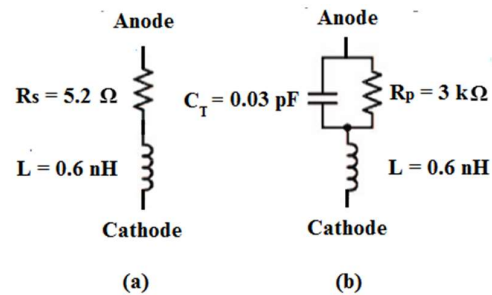 Anode
Rs = 5.2 Ω
L = 0.6 nH
Cathode
(a)
Anode
C_T = 0.03 pF
Rp = 3 kΩ
L = 0.6 nH
Cathode
(b)